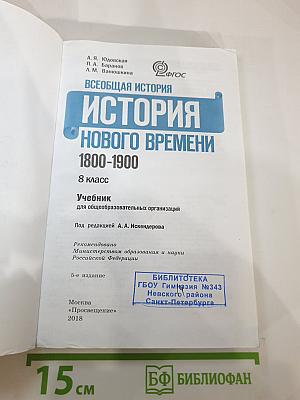 А. Я. Юдовская
П. А. Баранов
Л. М. Ванюшкина
ФГОС
ВСЕОБЩАЯ ИСТОРИЯ
ИСТОРИЯ
НОВОГО ВРЕМЕНИ
1800-1900
8 класс
Учебник
для общеобразовательных организаций
Под редакцией А. А. Искендерова
Рекомендовано
Министерством образования и науки
Российской Федерации
5-е издание
БИБЛИОТЕКА
ГБОУ Гимназия №343
Невского района
Санкт-Петербурга
Москва
«Просвещение»
2018
15 см
БФ БИБЛИОФАН